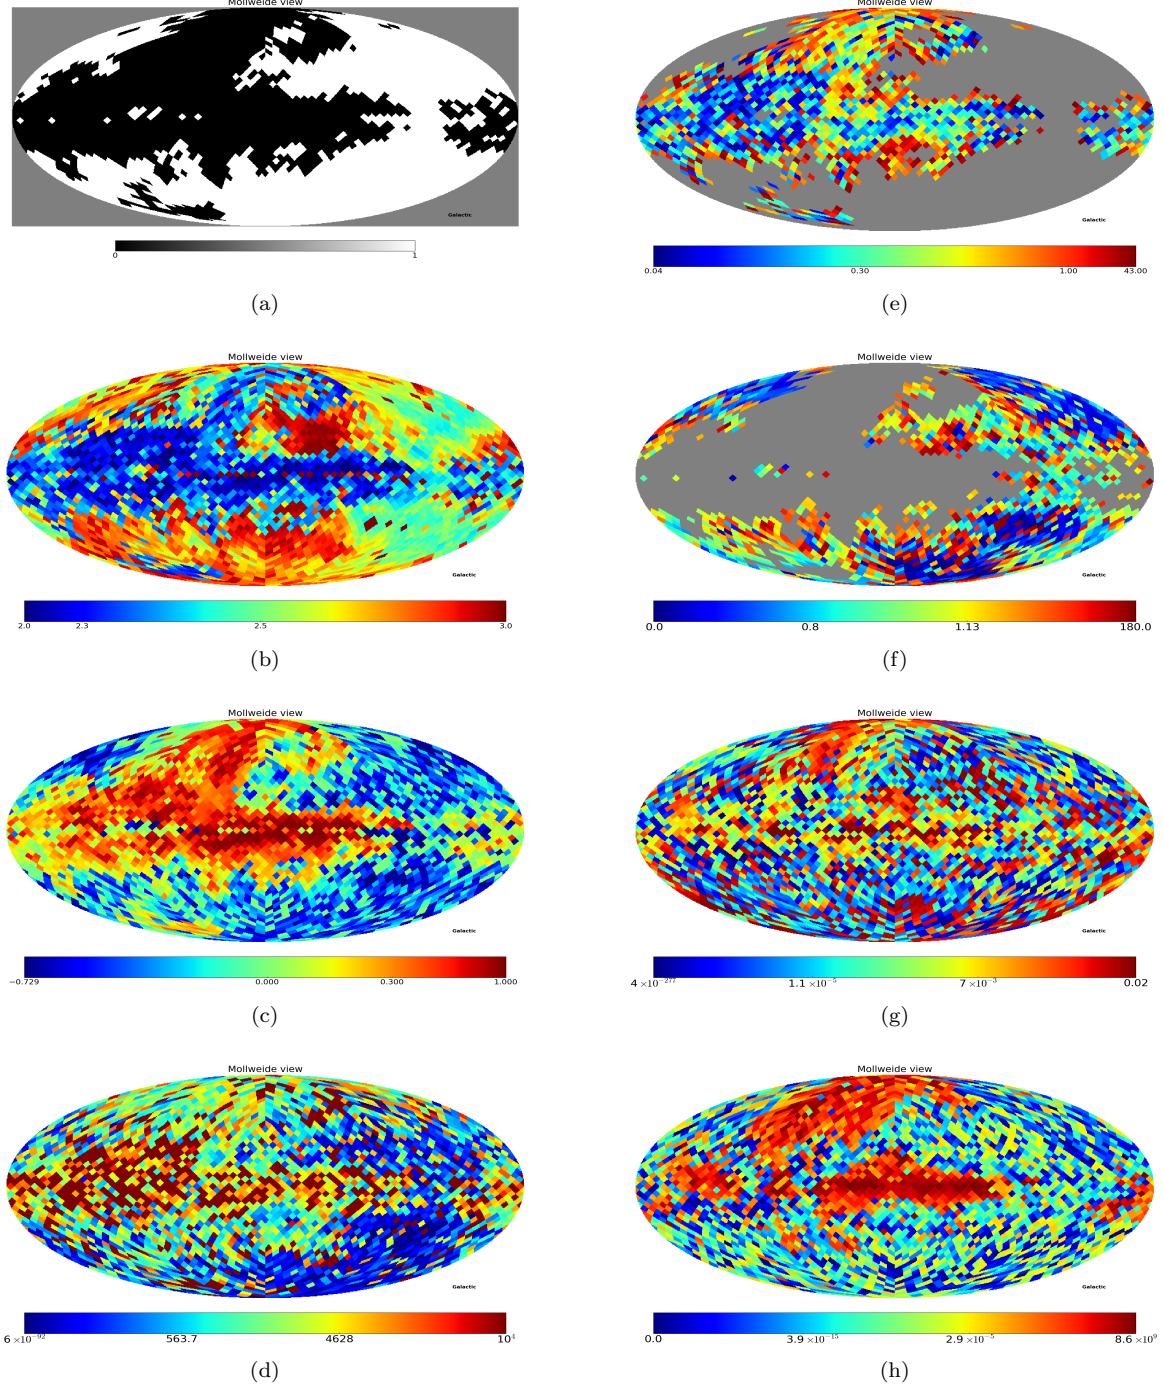 Mollweide view
Galactic
0 1
(a)
Mollweide view
Galactic
0.04 0.30 1.00 43.00
(e)
Mollweide view
Galactic
2.0 2.3 2.5 3.0
(b)
Mollweide view
Galactic
0.0 0.8 1.13 180.0
(f)
Mollweide view
Galactic
−0.729 0.000 0.300 1.000
(c)
Mollweide view
Galactic
4 ×10⁻²⁷⁷ 1.1 ×10⁻⁵ 7 ×10⁻³ 0.02
(g)
Mollweide view
Galactic
6 ×10⁻⁹² 563.7 4628 10⁴
(d)
Mollweide view
Galactic
0.0 3.9 ×10⁻¹⁵ 2.9 ×10⁻⁵ 8.6 ×10⁹
(h)